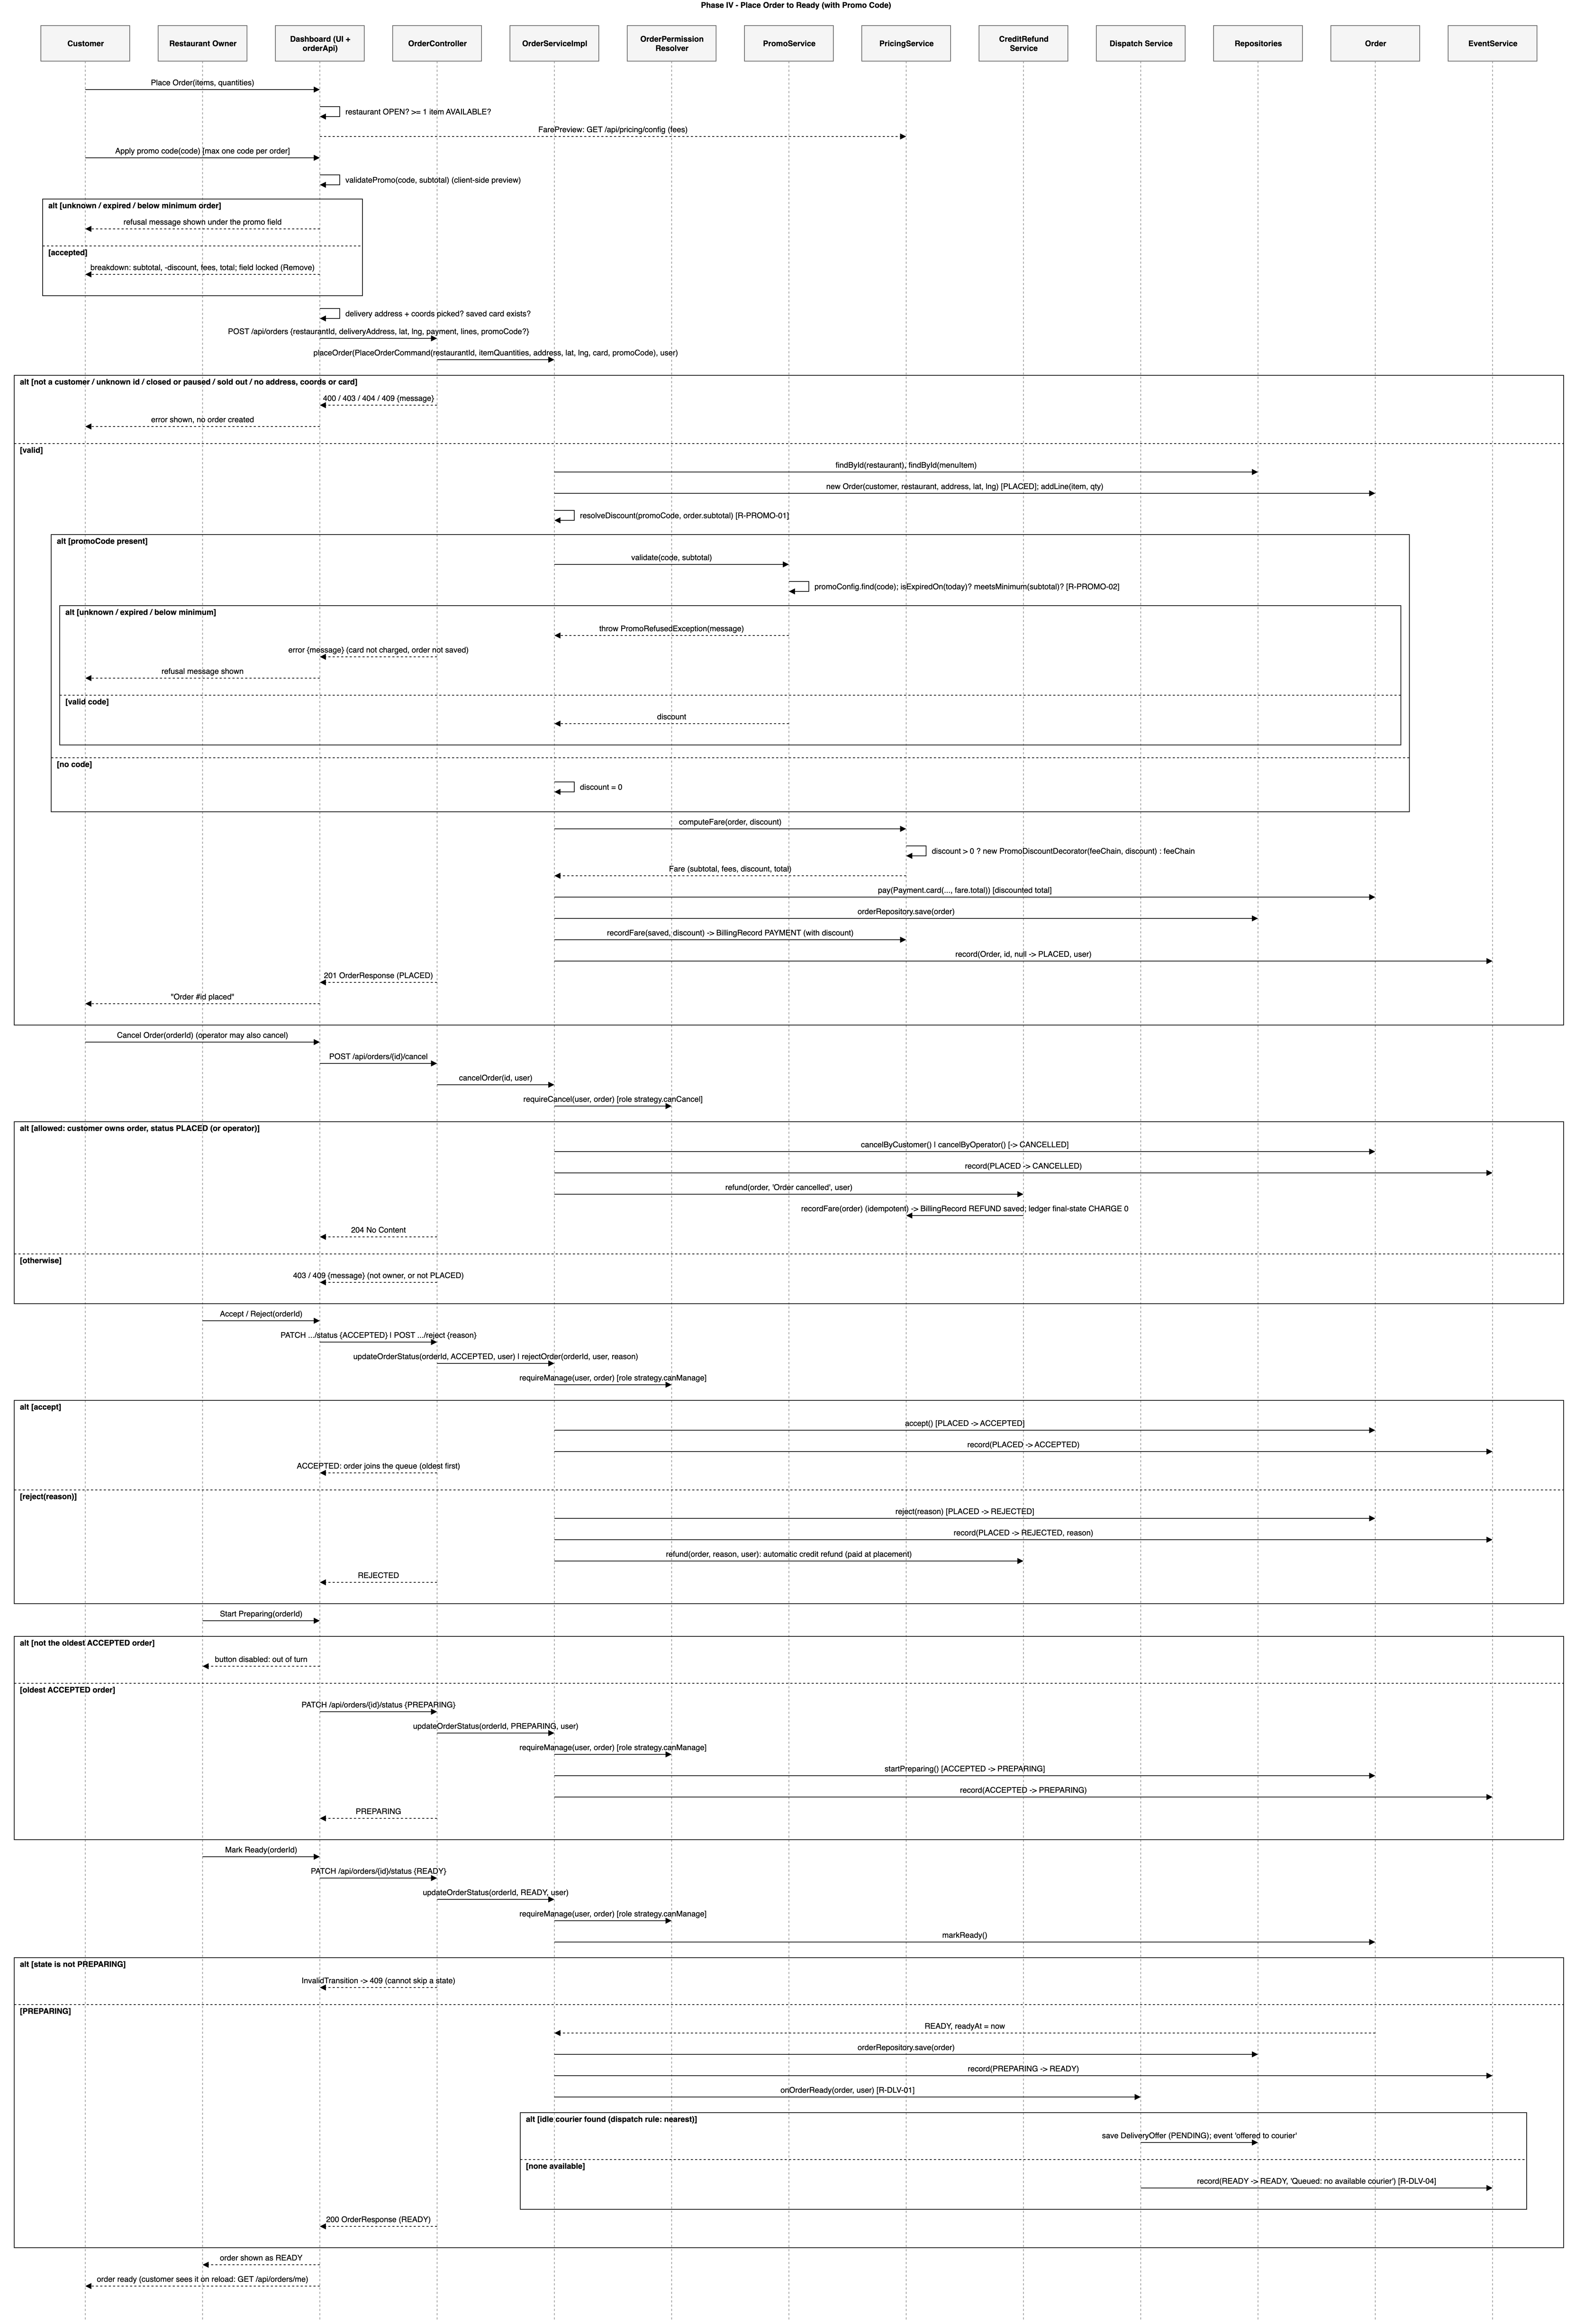 Phase IV - Place Order to Ready (with Promo Code)
Customer
Restaurant Owner
Dashboard (UI +
orderApi)
OrderController
OrderServiceImpl
OrderPermission
Resolver
PromoService
PricingService
CreditRefund
Service
Dispatch Service
Repositories
Order
EventService
Place Order(items, quantities)
restaurant OPEN? >= 1 item AVAILABLE?
FarePreview: GET /api/pricing/config (fees)
Apply promo code(code) [max one code per order]
validatePromo(code, subtotal) (client-side preview)
alt [unknown / expired / below minimum order]
refusal message shown under the promo field
[accepted]
breakdown: subtotal, -discount, fees, total; field locked (Remove)
delivery address + coords picked? saved card exists?
POST /api/orders {restaurantId, deliveryAddress, lat, lng, payment, lines, promoCode?}
placeOrder(PlaceOrderCommand(restaurantId, itemQuantities, address, lat, lng, card, promoCode), user)
alt [not a customer / unknown id / closed or paused / sold out / no address, coords or card]
400 / 403 / 404 / 409 {message}
error shown, no order created
[valid]
findById(restaurant), findById(menuItem)
new Order(customer, restaurant, address, lat, lng) [PLACED]; addLine(item, qty)
resolveDiscount(promoCode, order.subtotal) [R-PROMO-01]
alt [promoCode present]
validate(code, subtotal)
promoConfig.find(code); isExpiredOn(today)? meetsMinimum(subtotal)? [R-PROMO-02]
alt [unknown / expired / below minimum]
throw PromoRefusedException(message)
error {message} (card not charged, order not saved)
refusal message shown
[valid code]
discount
[no code]
discount = 0
computeFare(order, discount)
discount > 0 ? new PromoDiscountDecorator(feeChain, discount) : feeChain
Fare (subtotal, fees, discount, total)
pay(Payment.card(..., fare.total)) [discounted total]
orderRepository.save(order)
recordFare(saved, discount) -> BillingRecord PAYMENT (with discount)
record(Order, id, null -> PLACED, user)
201 OrderResponse (PLACED)
"Order #id placed"
Cancel Order(orderId) (operator may also cancel)
POST /api/orders/{id}/cancel
cancelOrder(id, user)
requireCancel(user, order) [role strategy.canCancel]
alt [allowed: customer owns order, status PLACED (or operator)]
cancelByCustomer() | cancelByOperator() [-> CANCELLED]
record(PLACED -> CANCELLED)
refund(order, 'Order cancelled', user)
recordFare(order) (idempotent) -> BillingRecord REFUND saved; ledger final-state CHARGE 0
204 No Content
[otherwise]
403 / 409 {message} (not owner, or not PLACED)
Accept / Reject(orderId)
PATCH .../status {ACCEPTED} | POST .../reject {reason}
updateOrderStatus(orderId, ACCEPTED, user) | rejectOrder(orderId, user, reason)
requireManage(user, order) [role strategy.canManage]
alt [accept]
accept() [PLACED -> ACCEPTED]
record(PLACED -> ACCEPTED)
ACCEPTED: order joins the queue (oldest first)
[reject(reason)]
reject(reason) [PLACED -> REJECTED]
record(PLACED -> REJECTED, reason)
refund(order, reason, user): automatic credit refund (paid at placement)
REJECTED
Start Preparing(orderId)
alt [not the oldest ACCEPTED order]
button disabled: out of turn
[oldest ACCEPTED order]
PATCH /api/orders/{id}/status {PREPARING}
updateOrderStatus(orderId, PREPARING, user)
requireManage(user, order) [role strategy.canManage]
startPreparing() [ACCEPTED -> PREPARING]
record(ACCEPTED -> PREPARING)
PREPARING
Mark Ready(orderId)
PATCH /api/orders/{id}/status {READY}
updateOrderStatus(orderId, READY, user)
requireManage(user, order) [role strategy.canManage]
markReady()
alt [state is not PREPARING]
InvalidTransition -> 409 (cannot skip a state)
[PREPARING]
READY, readyAt = now
orderRepository.save(order)
record(PREPARING -> READY)
onOrderReady(order, user) [R-DLV-01]
alt [idle courier found (dispatch rule: nearest)]
save DeliveryOffer (PENDING); event 'offered to courier'
[none available]
record(READY -> READY, 'Queued: no available courier') [R-DLV-04]
200 OrderResponse (READY)
order shown as READY
order ready (customer sees it on reload: GET /api/orders/me)